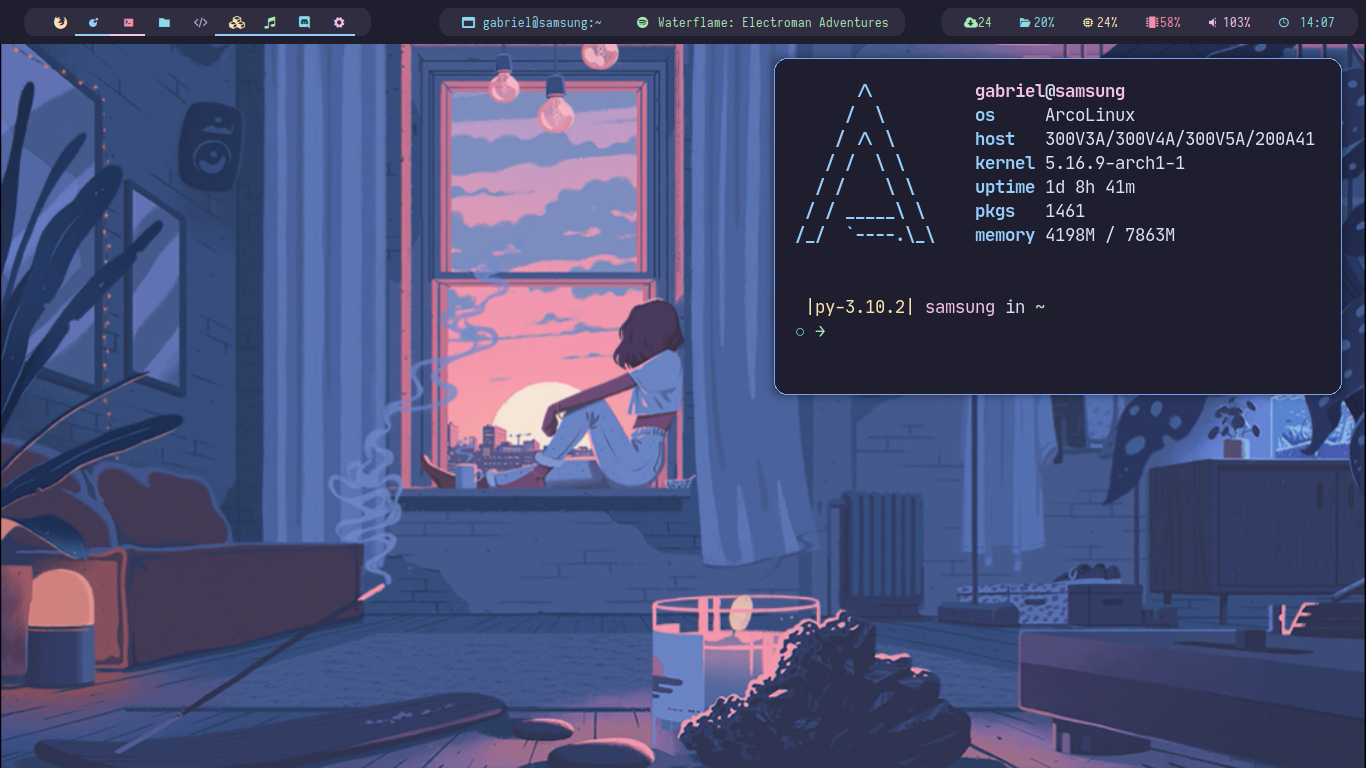 gabriel@samsung:~ Waterflame: Electroman Adventures 24 20% 24% 58% 103% 14:07
gabriel@samsung
os ArcoLinux
host 300V3A/300V4A/300V5A/200A41
kernel 5.16.9-arch1-1
uptime 1d 8h 41m
pkgs 1461
memory 4198M / 7863M
|py-3.10.2| samsung in ~
○ →